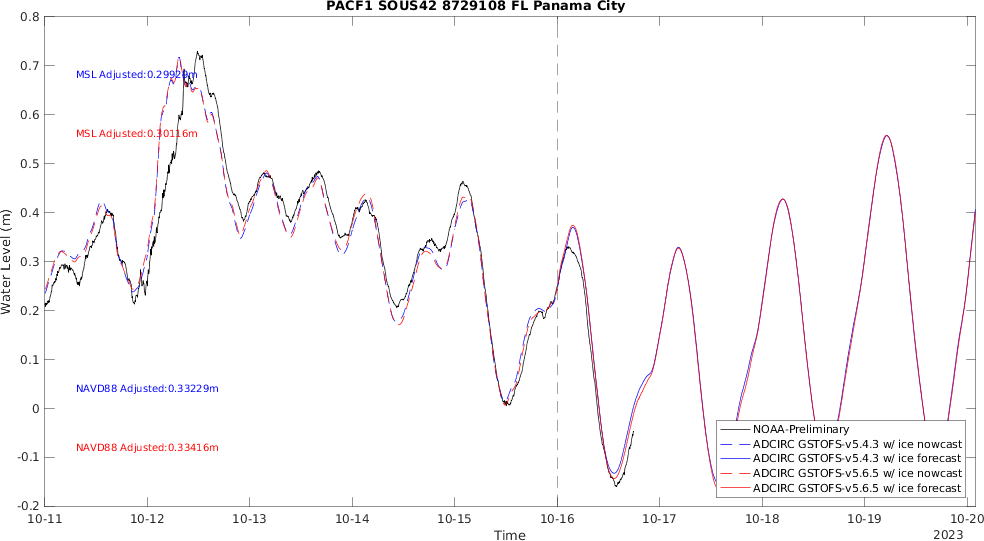 PACF1 SOUS42 8729108 FL Panama City
0.8
0.7
0.6
0.5
0.4
0.3
0.2
0.1
0
-0.1
-0.2
Water Level (m)
MSL Adjusted:0.29929m
MSL Adjusted:0.30116m
NAVD88 Adjusted:0.33229m
NAVD88 Adjusted:0.33416m
NOAA-Preliminary
ADCIRC GSTOFS-v5.4.3 w/ ice nowcast
ADCIRC GSTOFS-v5.4.3 w/ ice forecast
ADCIRC GSTOFS-v5.6.5 w/ ice nowcast
ADCIRC GSTOFS-v5.6.5 w/ ice forecast
10-11 10-12 10-13 10-14 10-15 10-16 10-17 10-18 10-19 10-20
Time
2023